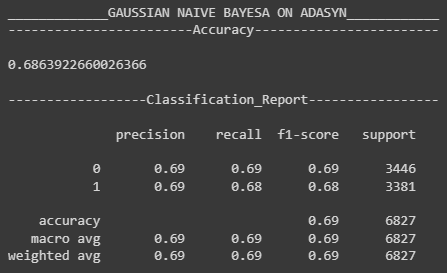 _____________GAUSSIAN NAIVE BAYESA ON ADASYN____________
------------------------Accuracy------------------------
0.6863922660026366
------------------Classification_Report-----------------
precision recall f1-score support
0 0.69 0.69 0.69 3446
1 0.69 0.68 0.68 3381
accuracy 0.69 6827
macro avg 0.69 0.69 0.69 6827
weighted avg 0.69 0.69 0.69 6827